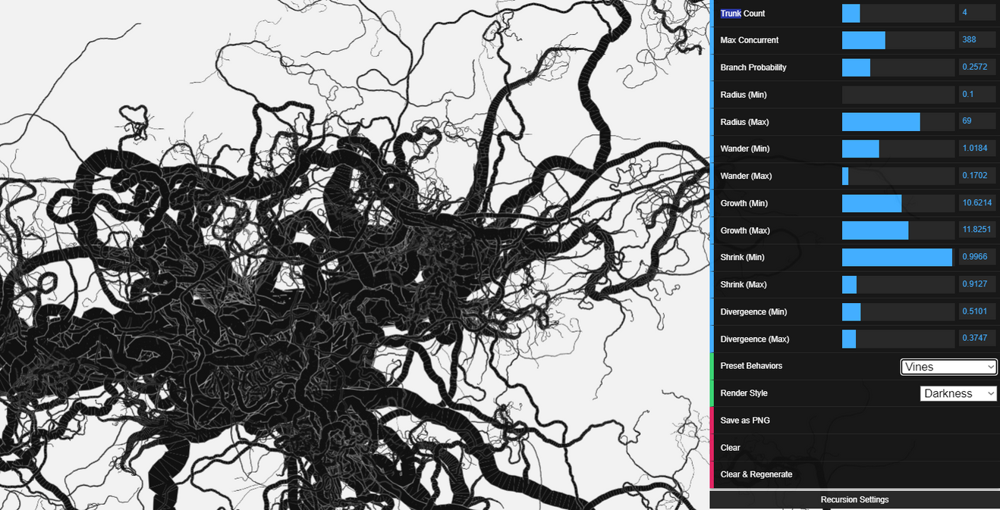 Trunk Count 4
Max Concurrent 388
Branch Probability 0.2572
Radius (Min) 0.1
Radius (Max) 69
Wander (Min) 1.0184
Wander (Max) 0.1702
Growth (Min) 10.6214
Growth (Max) 11.8251
Shrink (Min) 0.9966
Shrink (Max) 0.9127
Divergeence (Min) 0.5101
Divergeence (Max) 0.3747
Preset Behaviors Vines
Render Style Darkness
Save as PNG
Clear
Clear & Regenerate
Recursion Settings